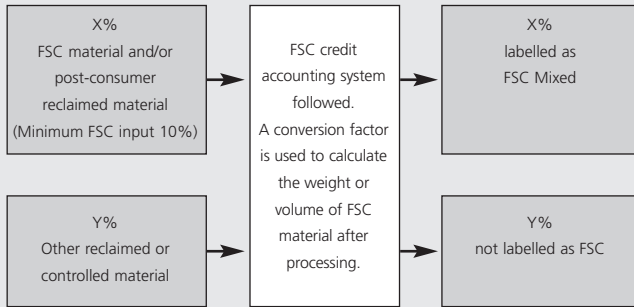 X%
FSC material and/or
post-consumer
reclaimed material
(Minimum FSC input 10%)
Y%
Other reclaimed or
controlled material
FSC credit
accounting system
followed.
A conversion factor
is used to calculate
the weight or
volume of FSC
material after
processing.
X%
labelled as
FSC Mixed
Y%
not labelled as FSC